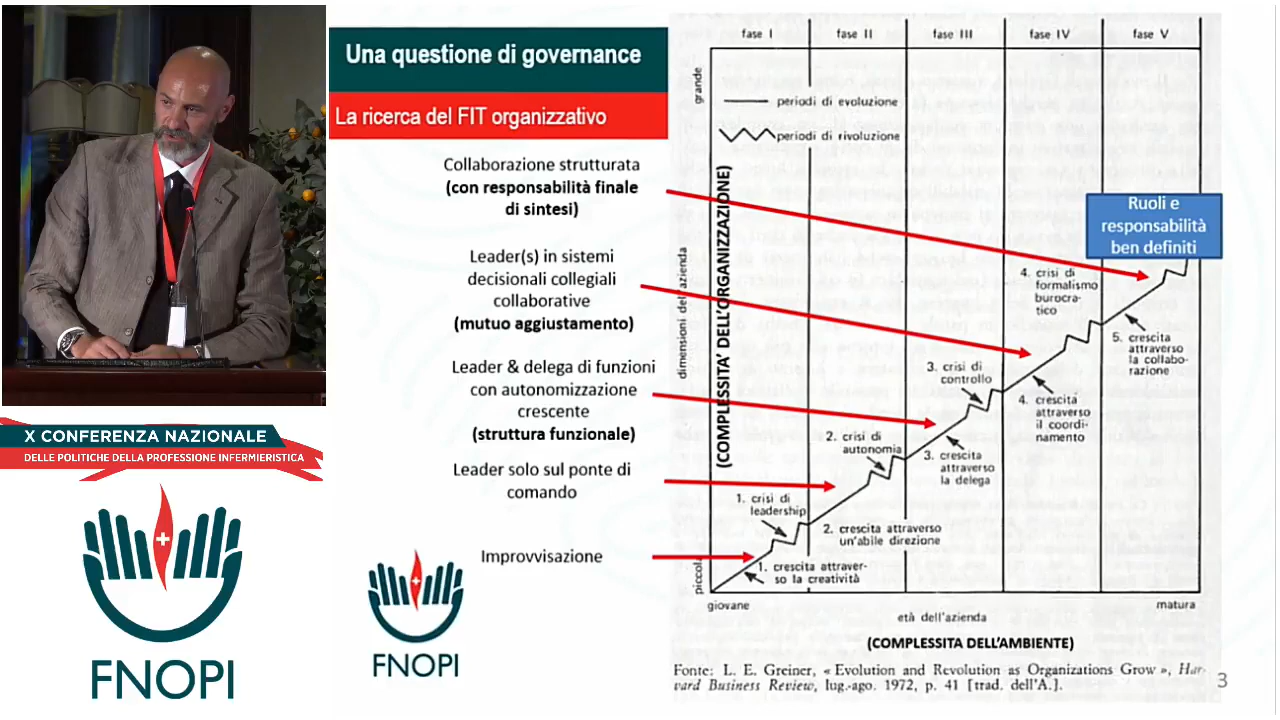 Una questione di governance
La ricerca del FIT organizzativo
Collaborazione strutturata
(con responsabilità finale
di sintesi)
Leader(s) in sistemi
decisionali collegiali
collaborative
(mutuo aggiustamento)
Leader & delega di funzioni
con autonomizzazione
crescente
(struttura funzionale)
Leader solo sul ponte di
comando
Improvvisazione
FNOPI
fase I
fase II
fase III
fase IV
fase V
grande
periodi di evoluzione
periodi di rivoluzione
dimensioni dell'azienda
(COMPLESSITA' DELL'ORGANIZZAZIONE)
piccola
Ruoli e
responsabilità
ben definiti
4. crisi di
formalismo
burocra-
tico
5. crescita
attraverso
la collabo-
razione
3. crisi di
controllo
4. crescita
attraverso
il coordi-
namento
2. crisi di
autonomia
3. crescita
attraverso
la delega
1. crisi di
leadership
2. crescita attraverso
un'abile direzione
1. crescita attraver-
so la creatività
giovane
matura
età dell'azienda
(COMPLESSITA DELL'AMBIENTE)
Fonte: L. E. Greiner, « Evolution and Revolution as Organizations Grow », Har-
vard Business Review, lug.-ago. 1972, p. 41 [trad. dell'A.].
3
X CONFERENZA NAZIONALE
DELLE POLITICHE DELLA PROFESSIONE INFERMIERISTICA
FNOPI